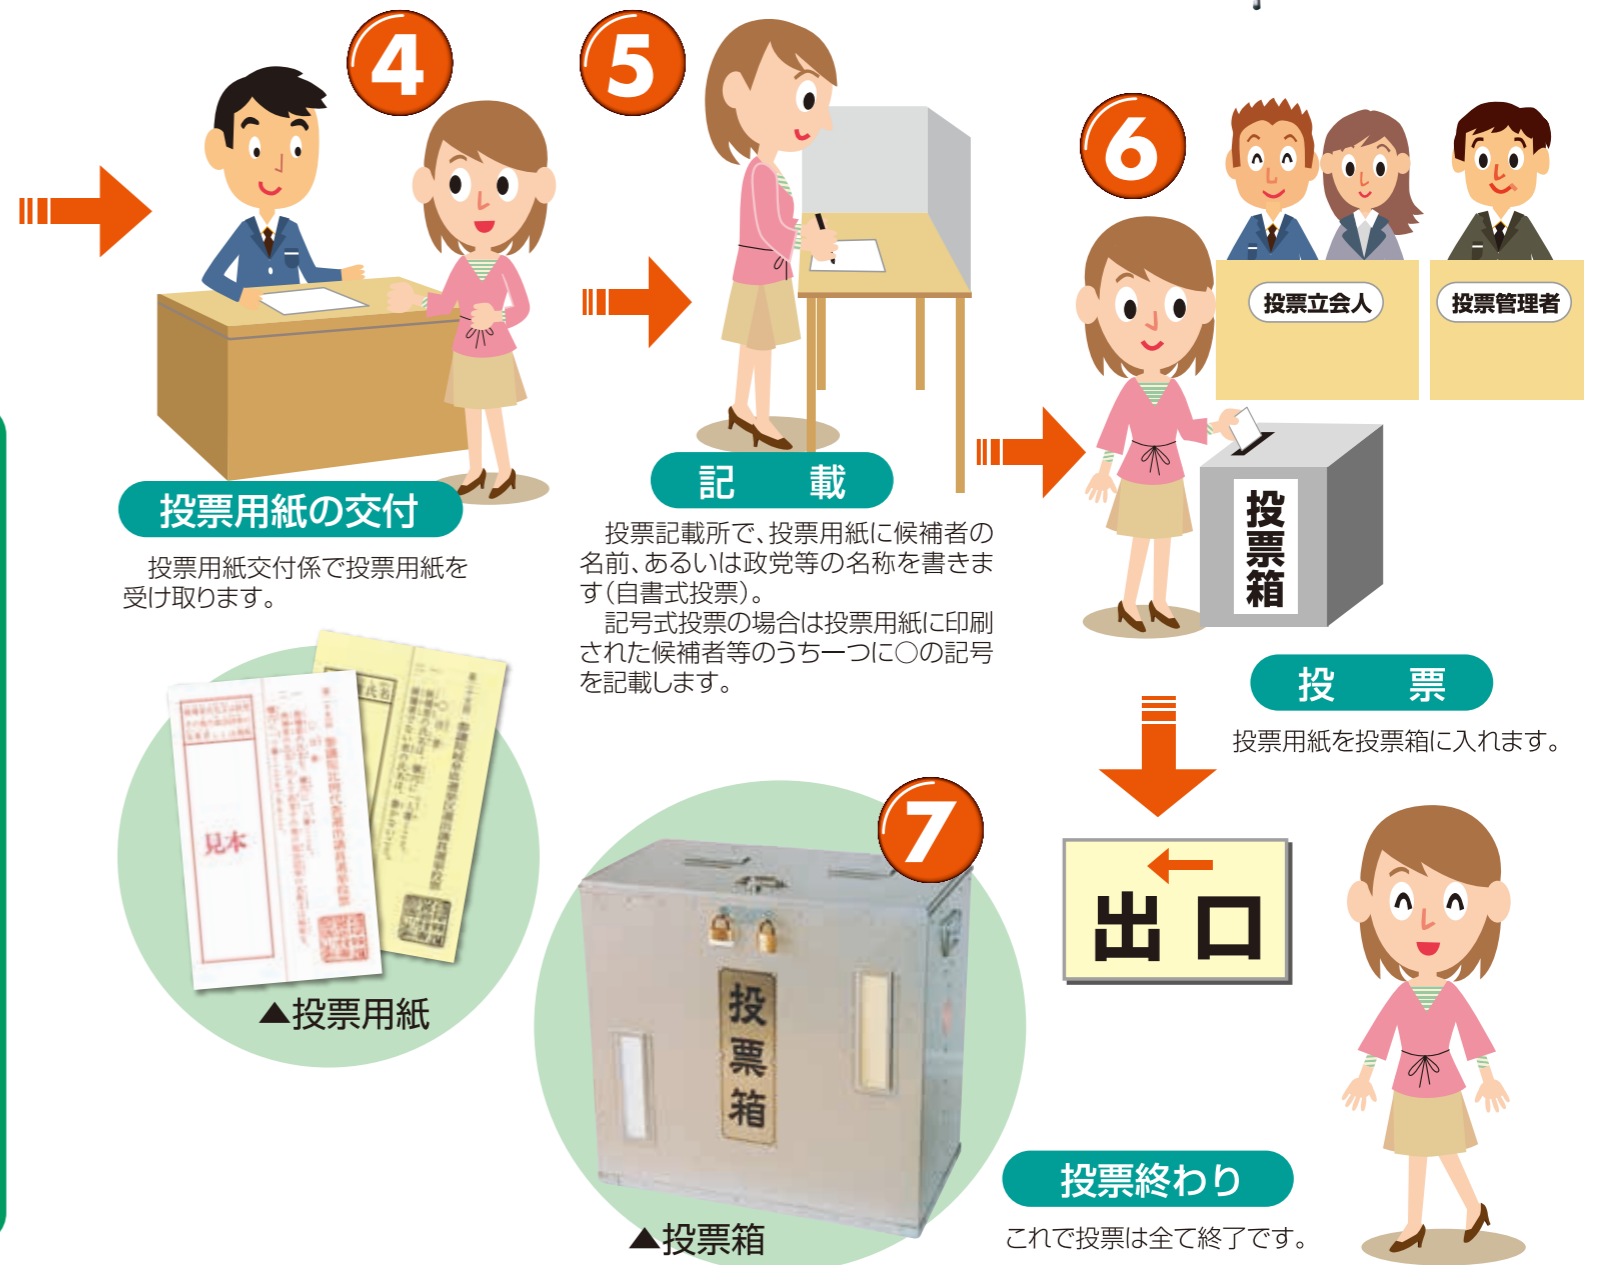 4
投票用紙の交付
投票用紙交付係で投票用紙を
受け取ります。
見本
▲投票用紙
5
記 載
投票記載所で、投票用紙に候補者の
名前、あるいは政党等の名称を書きま
す(自書式投票)。
記号式投票の場合は投票用紙に印刷
された候補者等のうち一つに○の記号
を記載します。
6
投票立会人
投票管理者
投票箱
投 票
投票用紙を投票箱に入れます。
7
投票箱
▲投票箱
出口
投票終わり
これで投票は全て終了です。